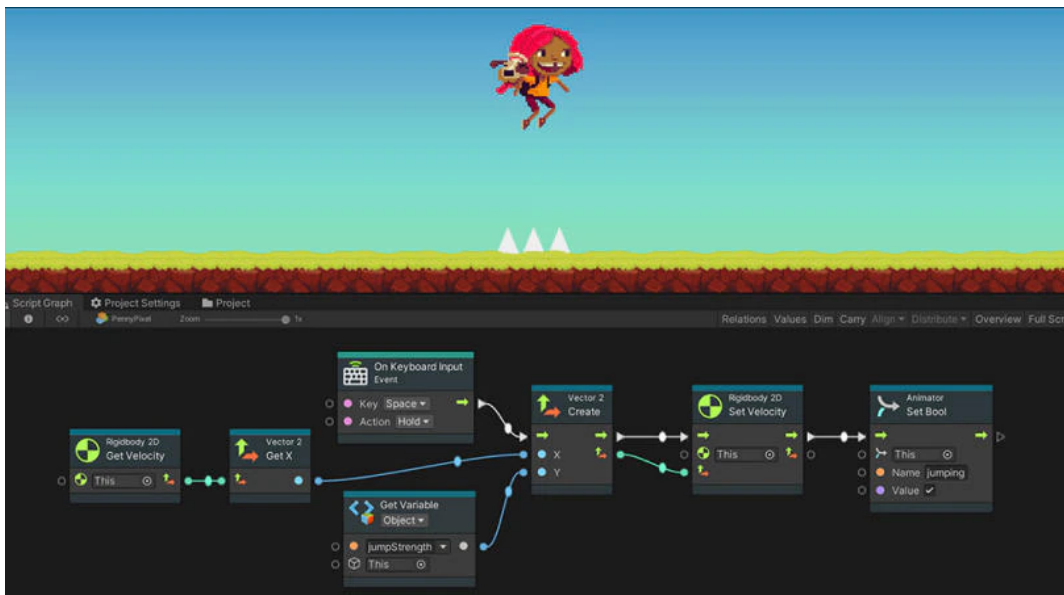 Script Graph Project Settings Project
Penny/Pixel Zoom 1x Relations Values Dim Carry Align Distribute Overview Full Scr
On Keyboard Input
Event
Key Space
Action Hold
Rigidbody 2D
Get Velocity
This
Vector 2
Get X
Get Variable
Object
jumpStrength
This
Vector 2
Create
X
Y
Rigidbody 2D
Set Velocity
This
Animator
Set Bool
This
Name jumping
Value